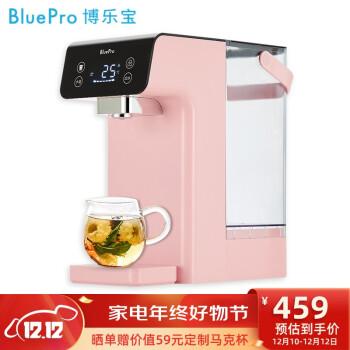 BluePro 博乐宝
BluePro
25
12.12
家电年终好物节
晒单赠价值59元定制马克杯
¥459
预估到手价
12月10-12月12日